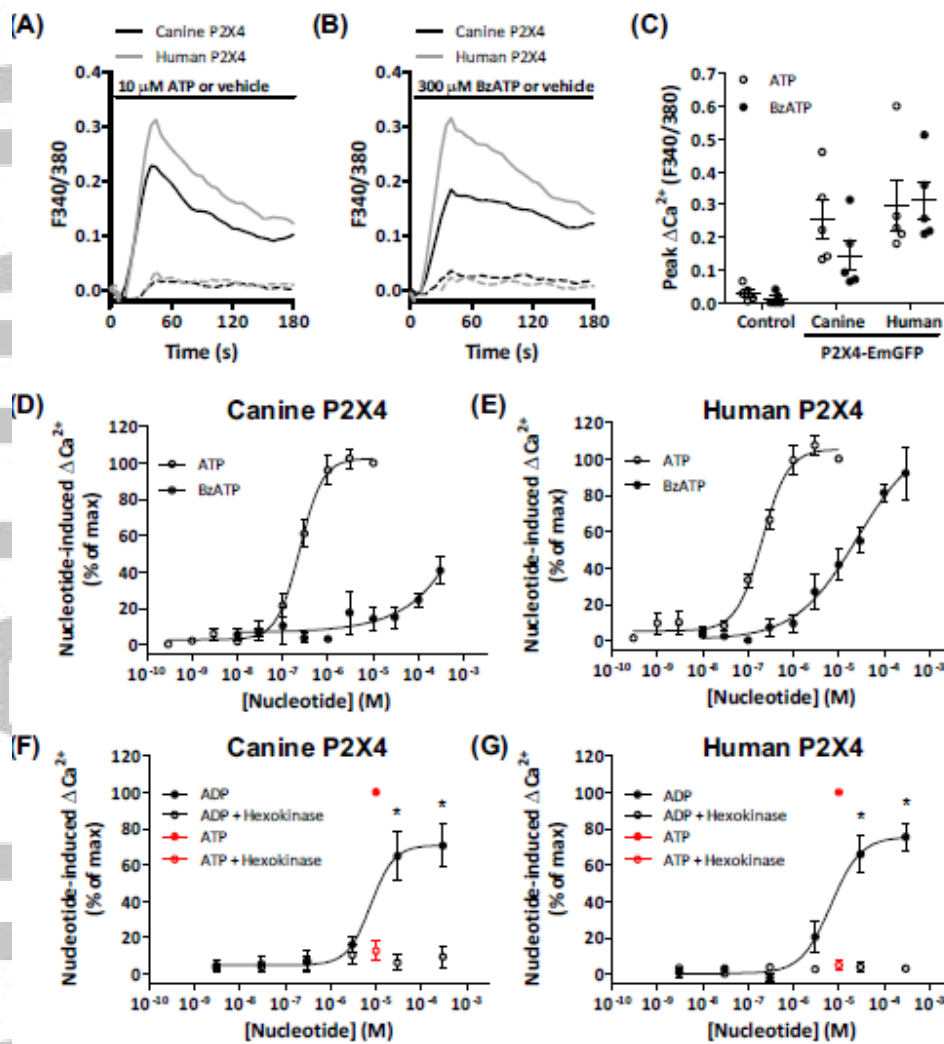 (A)
Canine P2X4
Human P2X4
10 µM ATP or vehicle
F340/380
0.4
0.3
0.2
0.1
0.0
0 60 120 180
Time (s)
(B)
Canine P2X4
Human P2X4
300 µM BzATP or vehicle
F340/380
0.4
0.3
0.2
0.1
0.0
0 60 120 180
Time (s)
(C)
ATP
BzATP
Peak ΔCa²⁺ (F340/380)
0.7
0.6
0.5
0.4
0.3
0.2
0.1
0.0
Control Canine Human
P2X4-EmGFP
(D)
Canine P2X4
ATP
BzATP
Nucleotide-induced ΔCa²⁺
(% of max)
120
100
80
60
40
20
0
10⁻¹⁰ 10⁻⁹ 10⁻⁸ 10⁻⁷ 10⁻⁶ 10⁻⁵ 10⁻⁴ 10⁻³
[Nucleotide] (M)
(E)
Human P2X4
ATP
BzATP
Nucleotide-induced ΔCa²⁺
(% of max)
120
100
80
60
40
20
0
10⁻¹⁰ 10⁻⁹ 10⁻⁸ 10⁻⁷ 10⁻⁶ 10⁻⁵ 10⁻⁴ 10⁻³
[Nucleotide] (M)
(F)
Canine P2X4
ADP
ADP + Hexokinase
ATP
ATP + Hexokinase
* *
Nucleotide-induced ΔCa²⁺
(% of max)
120
100
80
60
40
20
0
10⁻¹⁰ 10⁻⁹ 10⁻⁸ 10⁻⁷ 10⁻⁶ 10⁻⁵ 10⁻⁴ 10⁻³
[Nucleotide] (M)
(G)
Human P2X4
ADP
ADP + Hexokinase
ATP
ATP + Hexokinase
* *
Nucleotide-induced ΔCa²⁺
(% of max)
120
100
80
60
40
20
0
10⁻¹⁰ 10⁻⁹ 10⁻⁸ 10⁻⁷ 10⁻⁶ 10⁻⁵ 10⁻⁴ 10⁻³
[Nucleotide] (M)